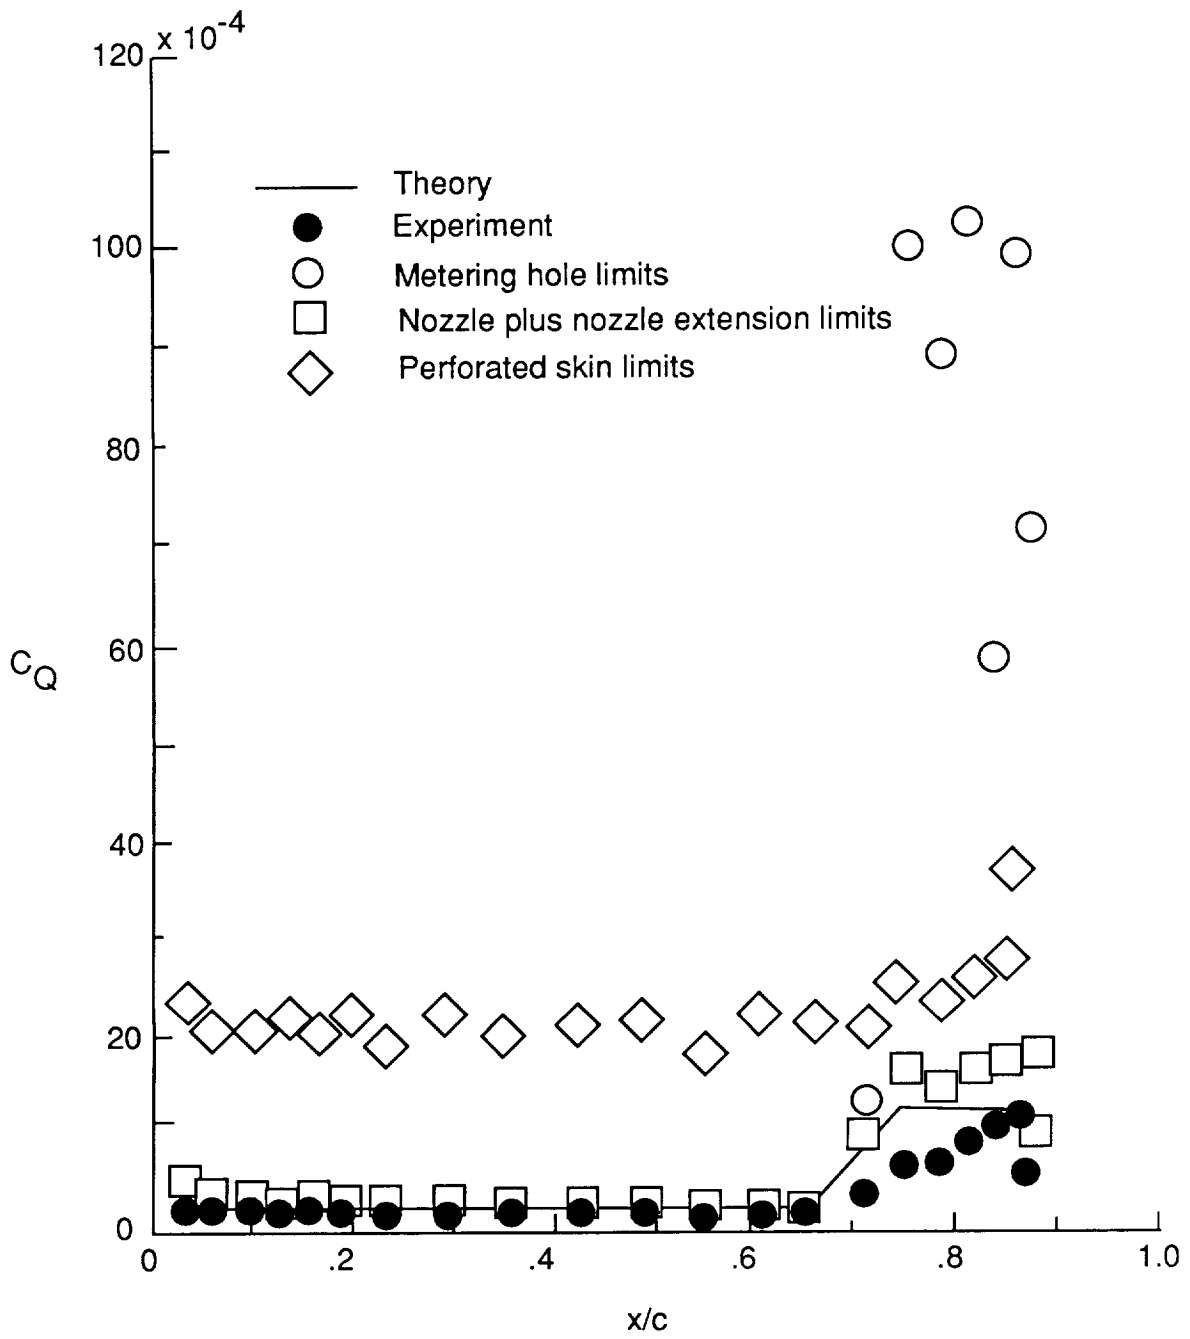 120 x 10-4
Theory
Experiment
100
Metering hole limits
Nozzle plus nozzle extension limits
Perforated skin limits
80
60
CQ
40
20
0
0 .2 .4 .6 .8 1.0
x/c